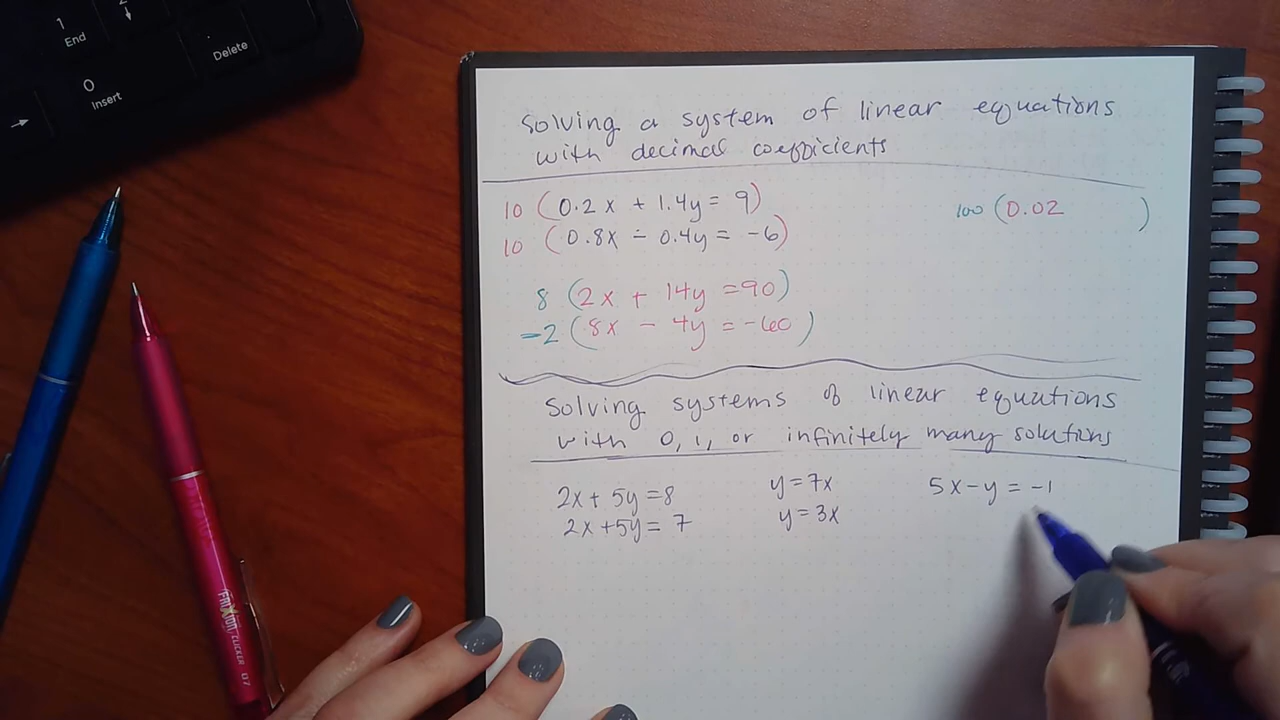 1
End
↓
Delete
0
Insert
→
Solving a system of linear equations
with decimal coefficients
10 (0.2x + 1.4y = 9)
10 (0.8x - 0.4y = -6)
100 (0.02 )
8 (2x + 14y = 90)
-2 (8x - 4y = -60)
Solving systems of linear equations
with 0, 1, or infinitely many solutions
2x + 5y = 8
2x + 5y = 7
y = 7x
y = 3x
5x - y = -1
FRIXION CLICKER 07